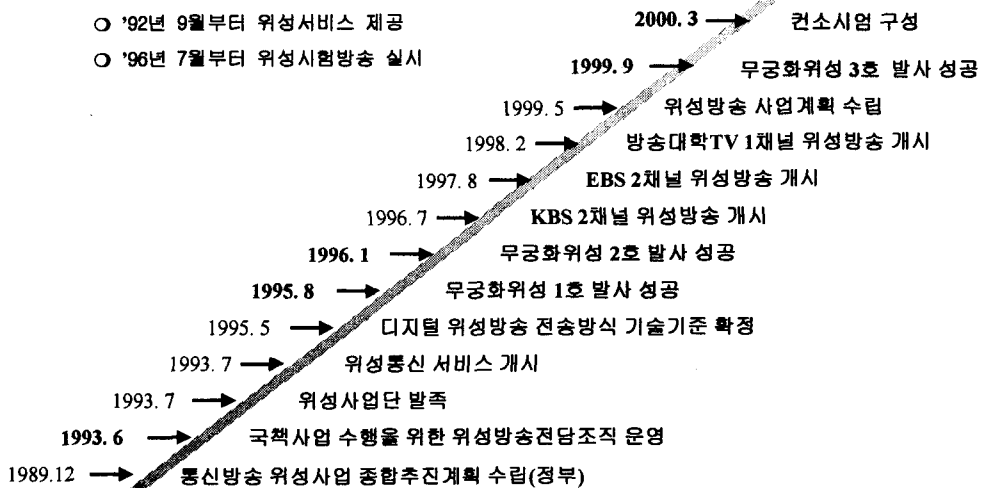 ❍ '92년 9월부터 위성서비스 제공
❍ '96년 7월부터 위성시험방송 실시
2000. 3 컨소시엄 구성
1999. 9 무궁화위성 3호 발사 성공
1999. 5 위성방송 사업계획 수립
1998. 2 방송대학TV 1채널 위성방송 개시
1997. 8 EBS 2채널 위성방송 개시
1996. 7 KBS 2채널 위성방송 개시
1996. 1 무궁화위성 2호 발사 성공
1995. 8 무궁화위성 1호 발사 성공
1995. 5 디지털 위성방송 전송방식 기술기준 확정
1993. 7 위성통신 서비스 개시
1993. 7 위성사업단 발족
1993. 6 국책사업 수행을 위한 위성방송전담조직 운영
1989.12 통신방송 위성사업 종합추진계획 수립(정부)